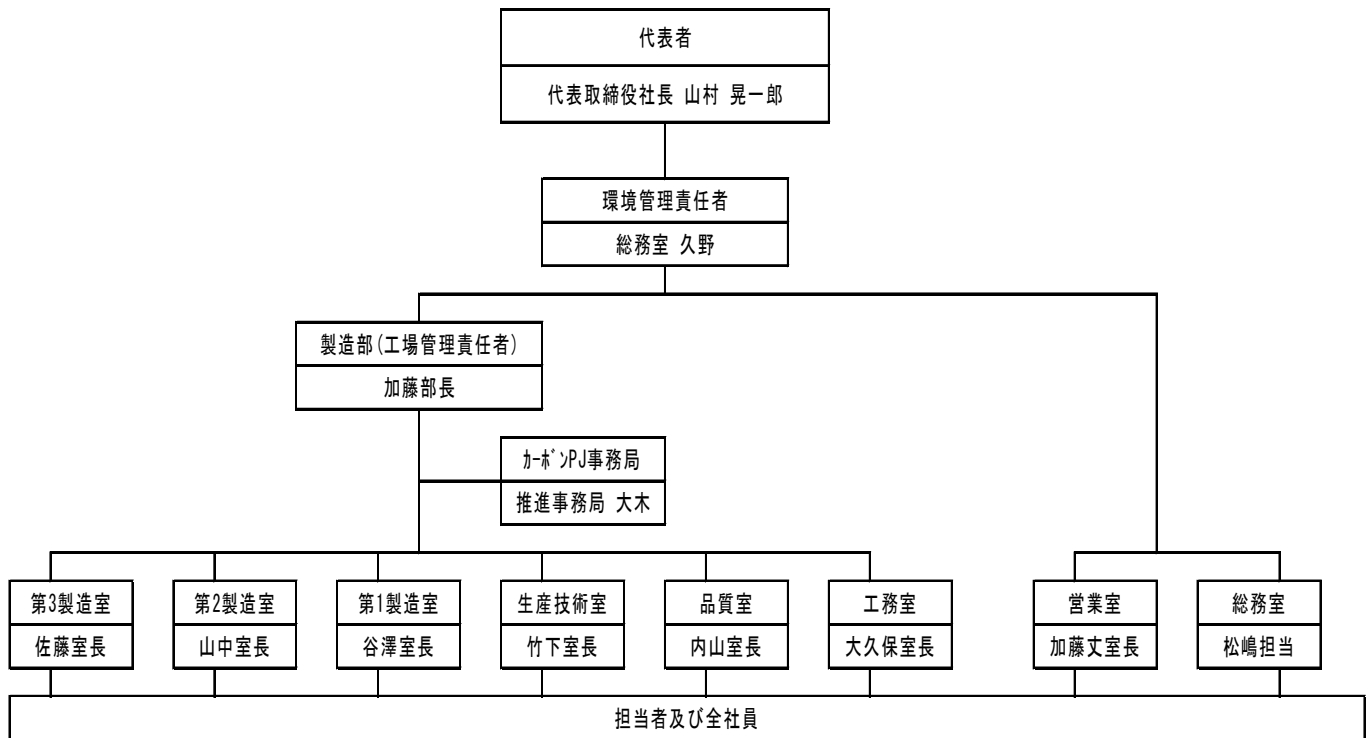 代表者
代表取締役社長 山村 晃一郎
環境管理責任者
総務室 久野
製造部(工場管理責任者)
加藤部長
ｶｰﾎﾞﾝPJ事務局
推進事務局 大木
第3製造室
佐藤室長
第2製造室
山中室長
第1製造室
谷澤室長
生産技術室
竹下室長
品質室
内山室長
工務室
大久保室長
営業室
加藤丈室長
総務室
松嶋担当
担当者及び全社員